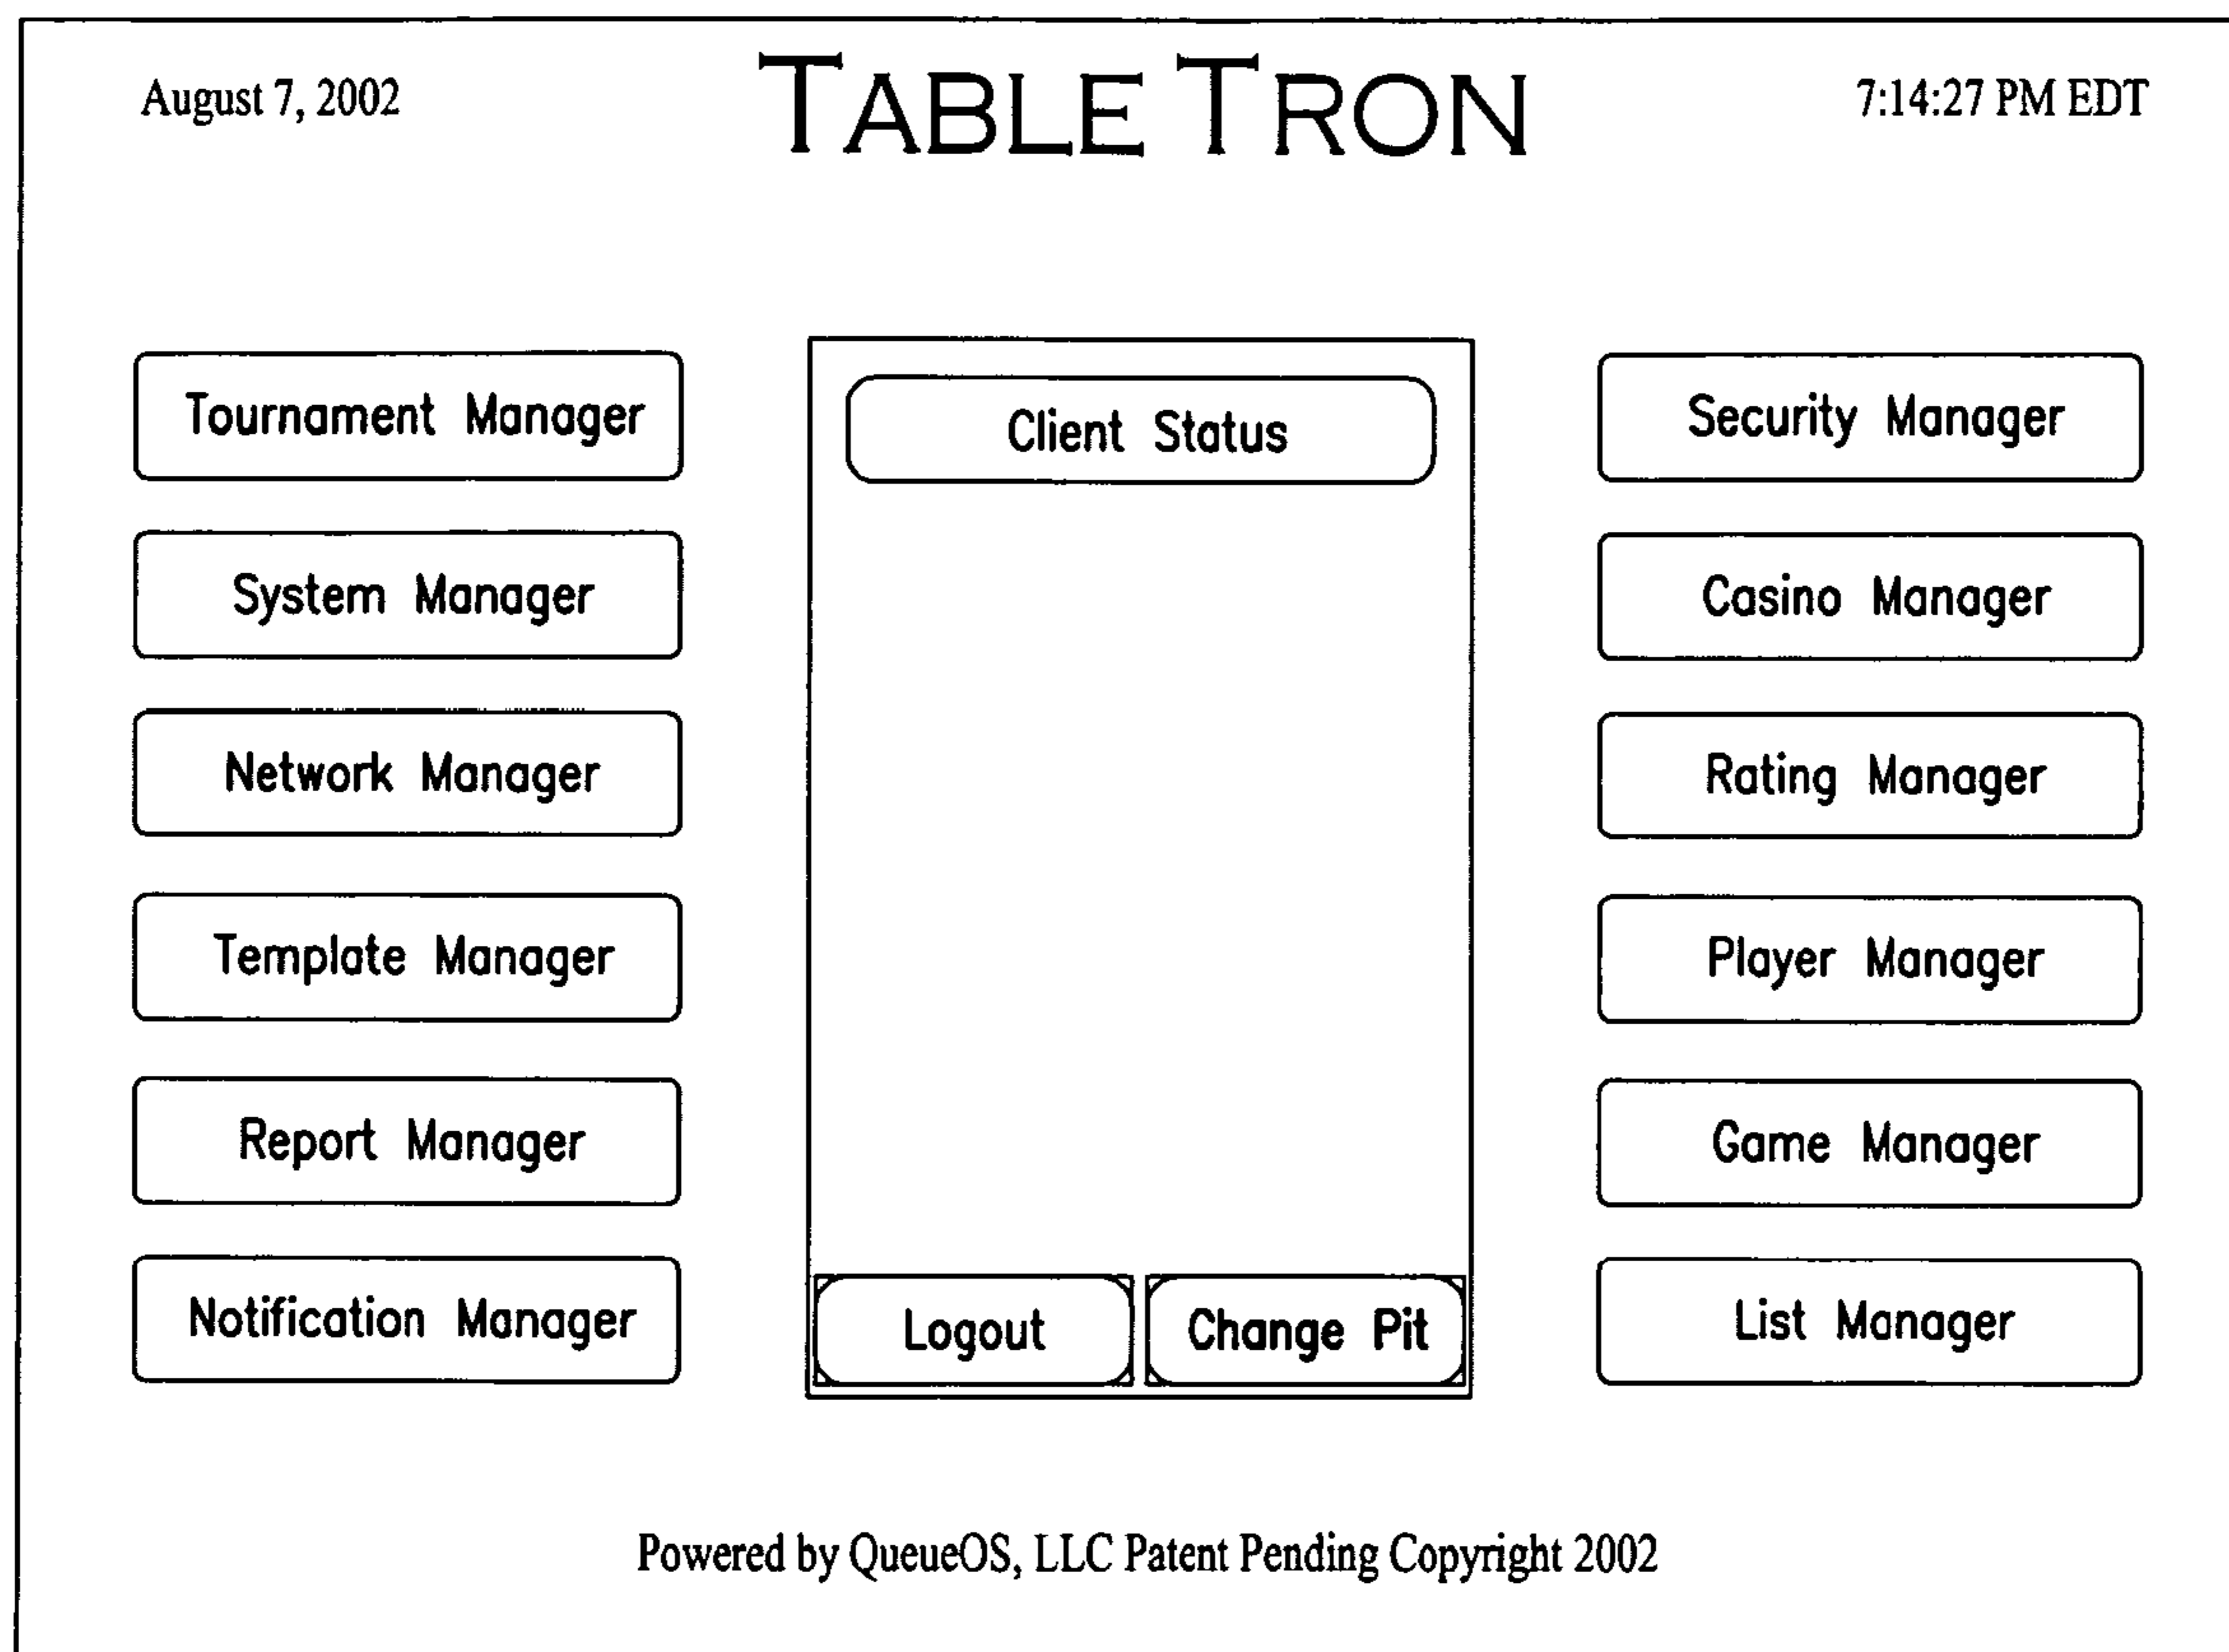 August 7, 2002
TABLE TRON
7:14:27 PM EDT
Tournament Manager
System Manager
Network Manager
Template Manager
Report Manager
Notification Manager
Client Status
Logout
Change Pit
Security Manager
Casino Manager
Rating Manager
Player Manager
Game Manager
List Manager
Powered by QueueOS, LLC Patent Pending Copyright 2002